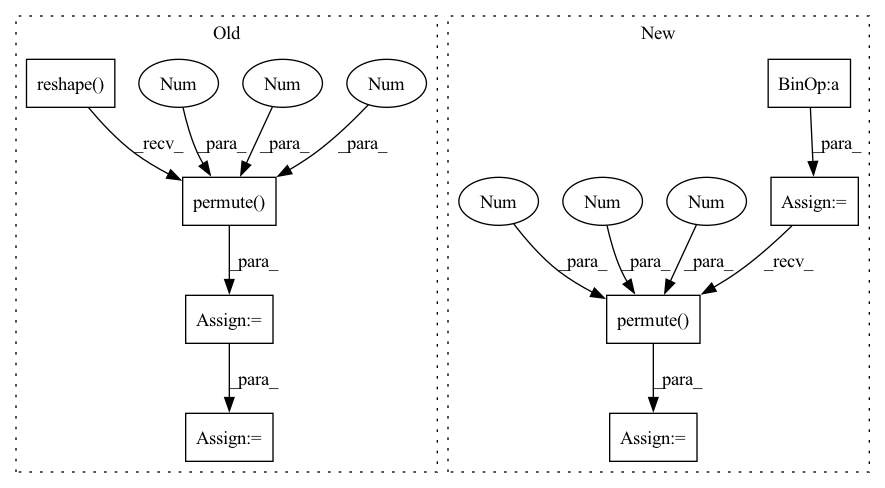 Old
New
reshape()
Num
Num
Num
BinOp:a
_recv_
_para_
_para_
_para_
_para_
permute()
Num
Num
Num
Assign:=
_para_
_para_
_para_
_para_
_recv_
Assign:=
permute()
_para_
_para_
Assign:=
Assign:=